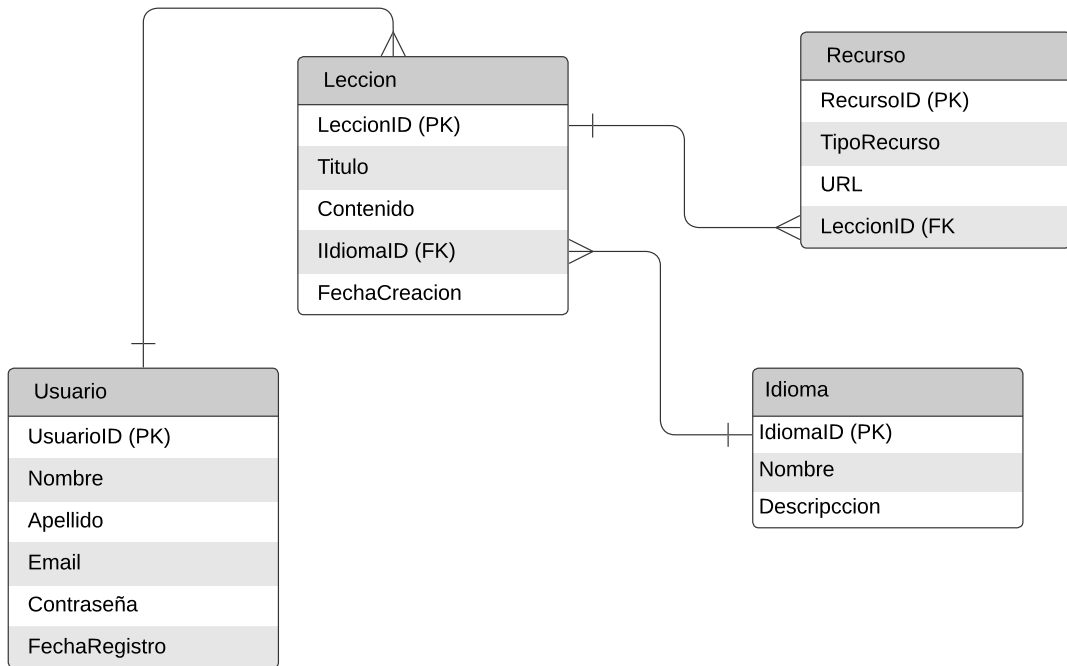 Leccion
LeccionID (PK)
Titulo
Contenido
IIdiomaID (FK)
FechaCreacion
Recurso
RecursoID (PK)
TipoRecurso
URL
LeccionID (FK
Usuario
UsuarioID (PK)
Nombre
Apellido
Email
Contraseña
FechaRegistro
Idioma
IdiomaID (PK)
Nombre
Descripccion